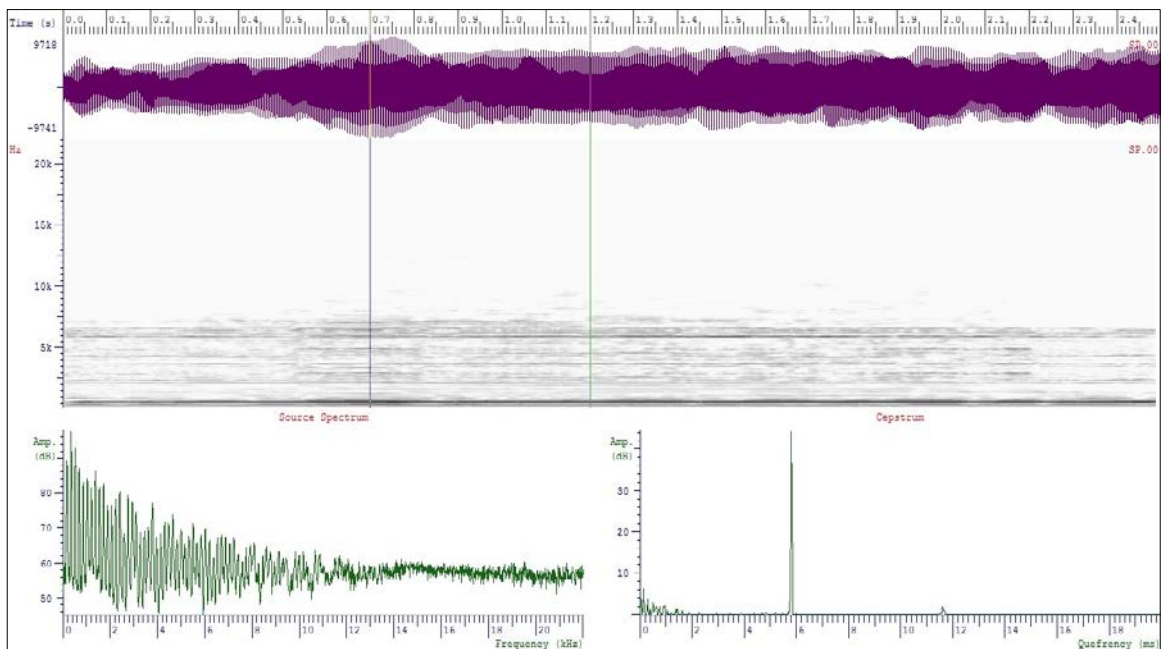 Time (s) 0.0 0.1 0.2 0.3 0.4 0.5 0.6 0.7 0.8 0.9 1.0 1.1 1.2 1.3 1.4 1.5 1.6 1.7 1.8 1.9 2.0 2.1 2.2 2.3 2.4
9718
SD.00
-9741
Hz
SP.00
20k
15k
10k
5k
Source Spectrum
Cepstrum
Amp.
(dB)
80
70
60
50
0 2 4 6 8 10 12 14 16 18 20
Frequency (kHz)
Amp.
(dB)
30
20
10
0 2 4 6 8 10 12 14 16 18
Quefrency (ms)